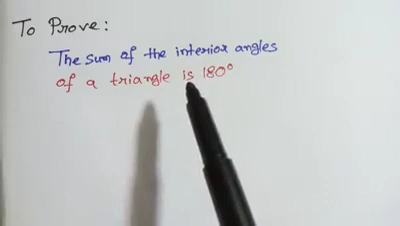 To Prove:
The sum of the interior angles
of a triangle is 180°